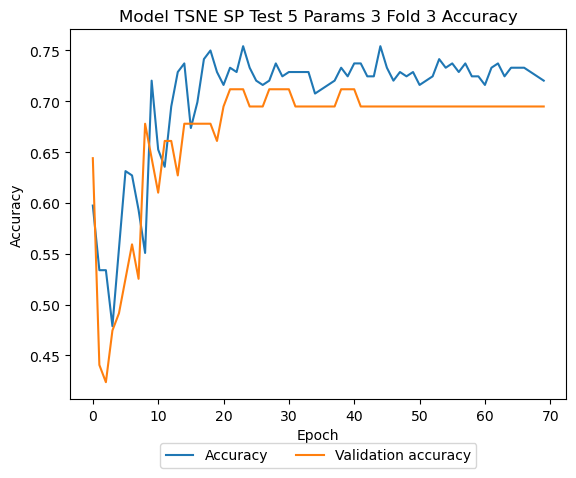 Model TSNE SP Test 5 Params 3 Fold 3 Accuracy
0.75
0.70
0.65
0.60
0.55
0.50
0.45
Accuracy
0 10 20 30 40 50 60 70
Epoch
Accuracy Validation accuracy